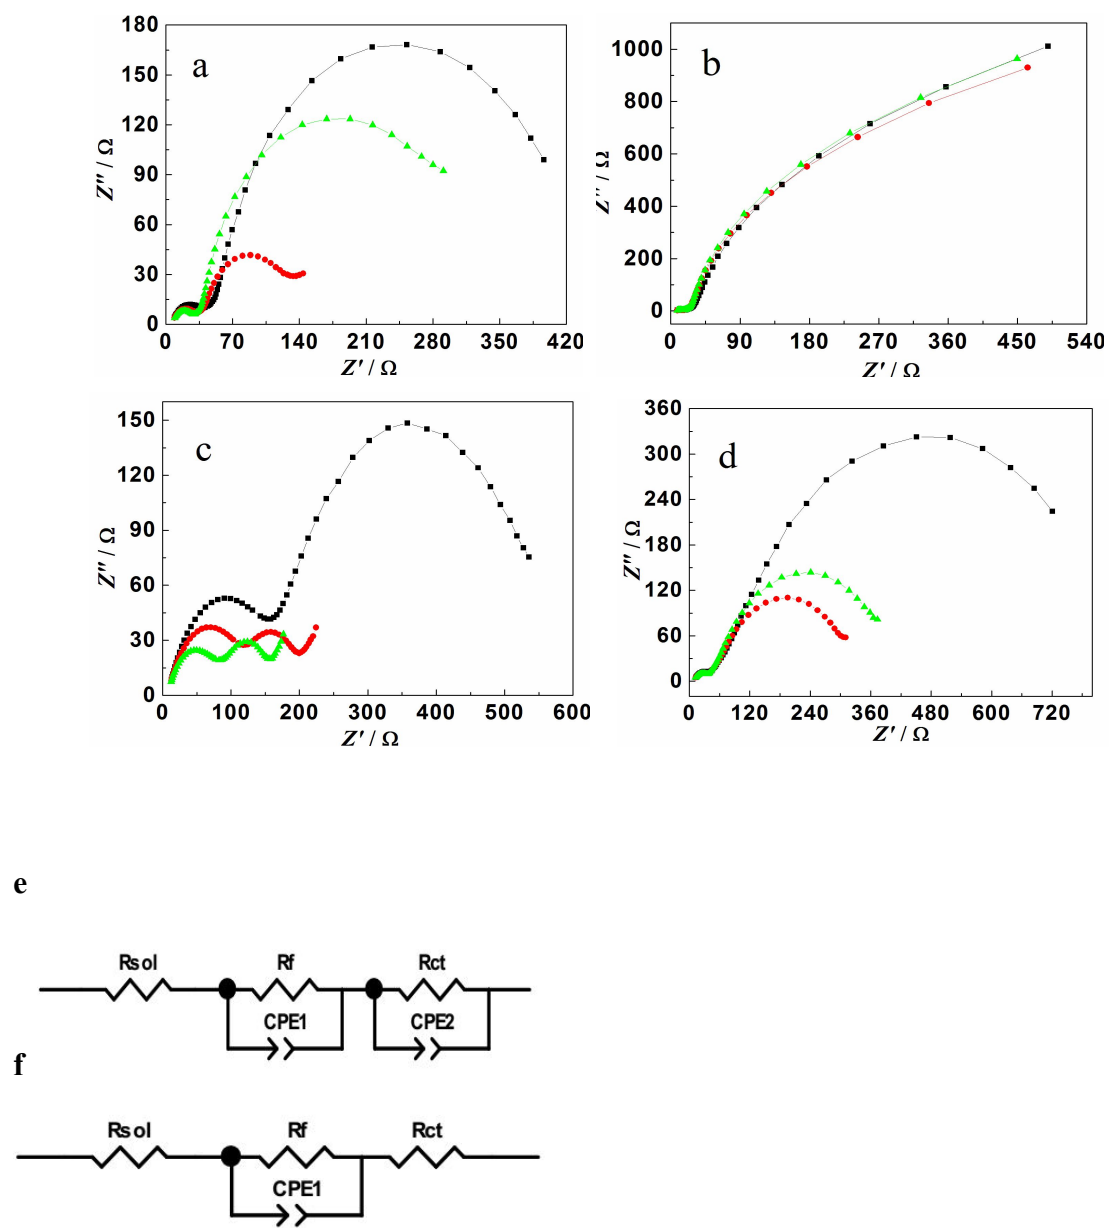 180
150
120
90
60
30
0
a
Z'' / Ω
0 70 140 210 280 350 420
Z' / Ω
1000
800
600
400
200
0
b
Z'' / Ω
0 90 180 270 360 450 540
Z' / Ω
150
120
90
60
30
0
c
Z'' / Ω
0 100 200 300 400 500 600
Z' / Ω
360
300
240
180
120
60
0
d
Z'' / Ω
0 120 240 360 480 600 720
Z' / Ω
e
Rsol Rf Rct
CPE1 CPE2
f
Rsol Rf Rct
CPE1